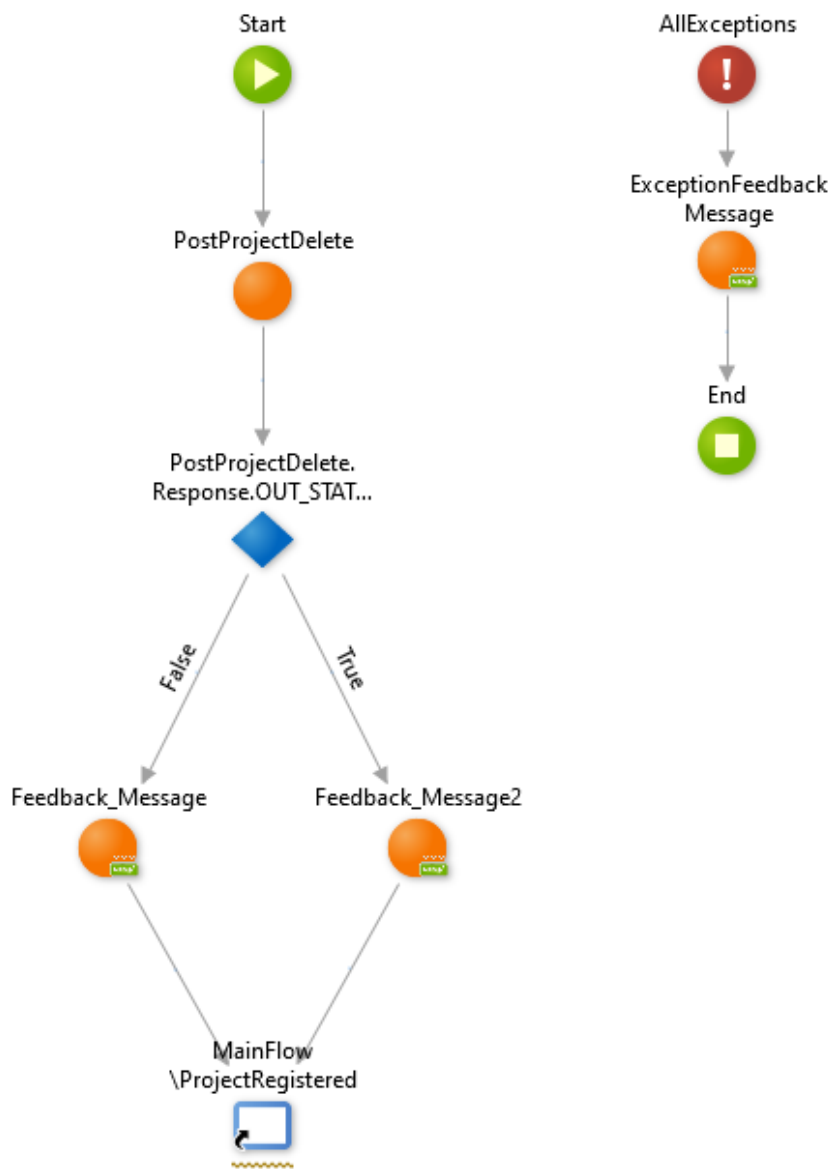 Start
PostProjectDelete
PostProjectDelete.
Response.OUT_STAT...
False
True
Feedback_Message
Feedback_Message2
MainFlow
\ProjectRegistered
AllExceptions
!
ExceptionFeedback
Message
End